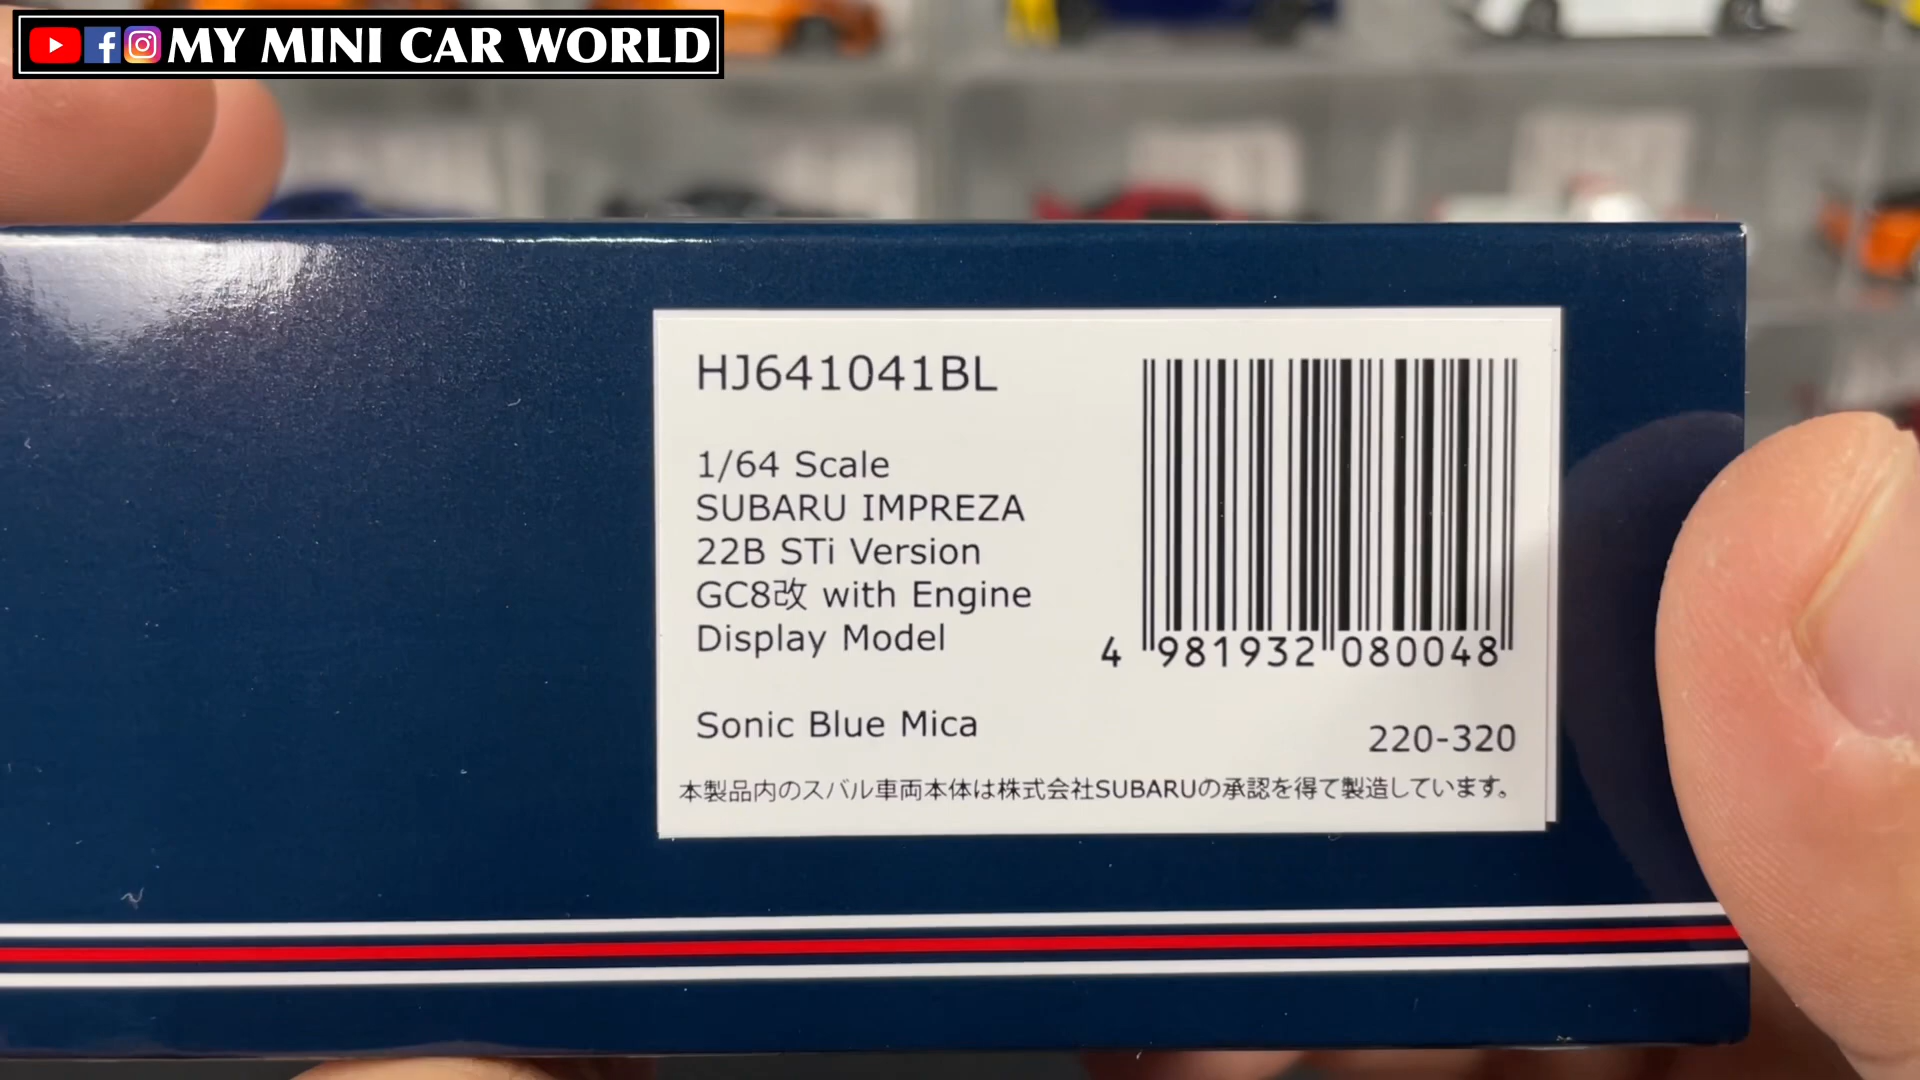 MY MINI CAR WORLD
HJ641041BL
1/64 Scale
SUBARU IMPREZA
22B STi Version
GC8改 with Engine
Display Model
4 981932 080048
Sonic Blue Mica
220-320
本製品内のスバル車両本体は株式会社SUBARUの承認を得て製造しています。